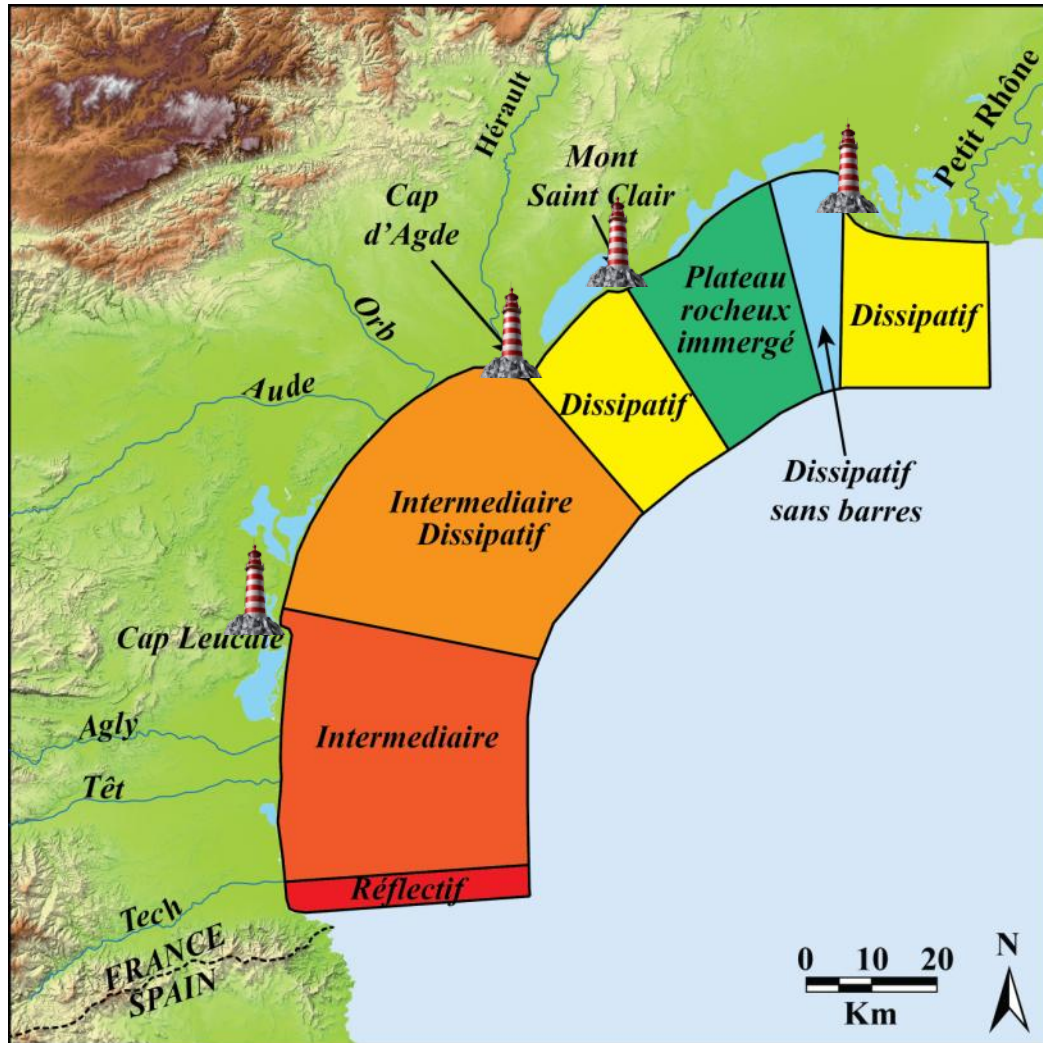 Hérault
Petit Rhône
Mont
Saint Clair
Cap
d'Agde
Plateau
rocheux
immergé
Dissipatif
Orb
Aude
Dissipatif
Dissipatif
sans barres
Intermediaire
Dissipatif
Cap Leucate
Intermediaire
Agly
Têt
Réflectif
Tech
FRANCE
SPAIN
0 10 20
Km
N